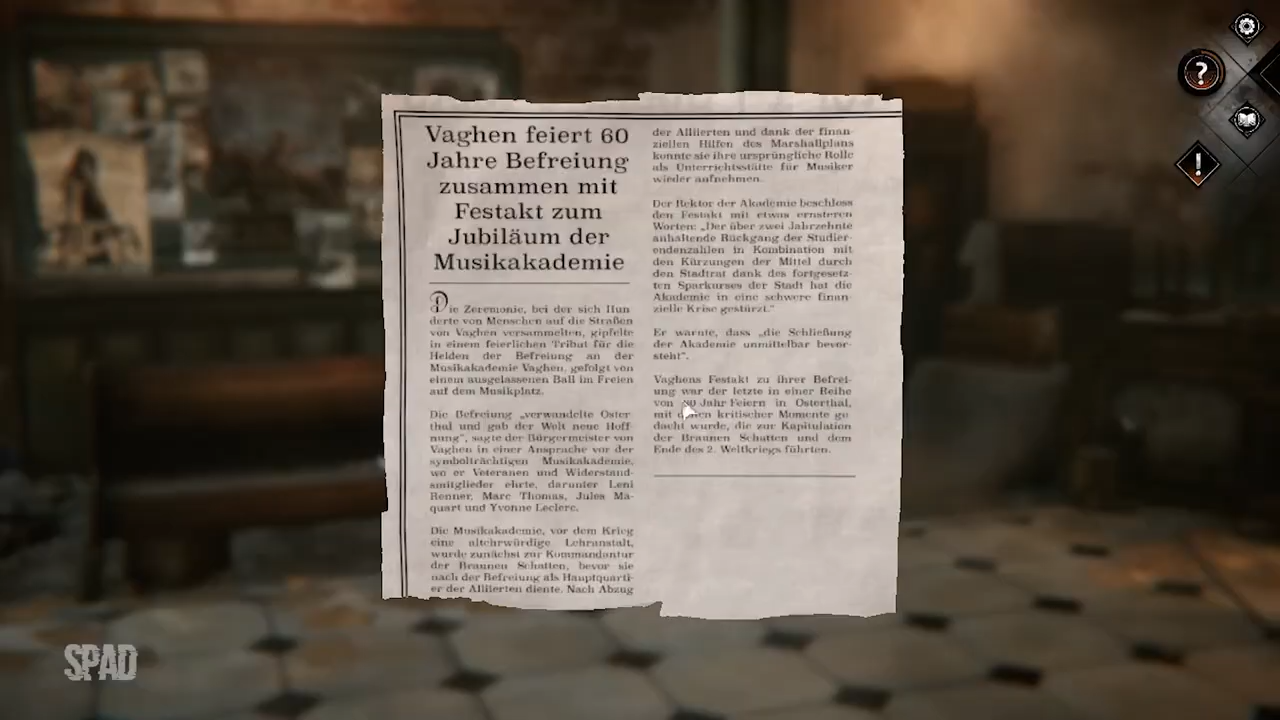 Vaghen feiert 60
Jahre Befreiung
zusammen mit
Festakt zum
Jubiläum der
Musikakademie
Die Zeremonie, bei der sich Hun
derte von Menschen auf die Straßen
von Vaghen versammelten, gipfelte
in einem feierlichen Tribut für die
Helden der Befreiung an der
Musikakademie Vaghen, gefolgt von
einem ausgelassenen Ball im Freien
auf dem Musikplatz.
Die Befreiung „verwandelte Oster
thal und gab der Welt neue Hoff-
nung", sagte der Bürgermeister von
Vaghen in einer Ansprache vor der
symbolträchtigen Musikakademie,
wo er Veteranen und Widerstand-
smitglieder ehrte, darunter Leni
Renner, Marc Thomas, Jules Ma-
quart und Yvonne Leclerc.
Die Musikakademie, vor dem Krieg
eine altehrwürdige Lehranstalt,
wurde zunächst zur Kommandantur
der Braunen Schatten, bevor sie
nach der Befreiung als Hauptquarti-
er der Alliierten diente. Nach Abzug
der Alliierten und dank der finan-
ziellen Hilfen des Marshallplans
konnte sie ihre ursprüngliche Rolle
als Unterrichtsstätte für Musiker
wieder aufnehmen.
Der Rektor der Akademie beschloss
den Festakt mit etwas ernsteren
Worten: „Der über zwei Jahrzehnte
anhaltende Rückgang der Studier-
endenzahlen in Kombination mit
den Kürzungen der Mittel durch
den Stadtrat dank des fortgesetz-
ten Sparkurses der Stadt hat die
Akademie in eine schwere finan-
zielle Krise gestürzt."
Er warnte, dass „die Schließung
der Akademie unmittelbar bevor-
steht".
Vaghens Festakt zu ihrer Befrei-
ung war der letzte in einer Reihe
von Jahr Feiern in Osterthal,
mit denen kritischer Momente ge
dacht wurde, die zur Kapitulation
der Braunen Schatten und dem
Ende des 2. Weltkriegs führten.
SPAD